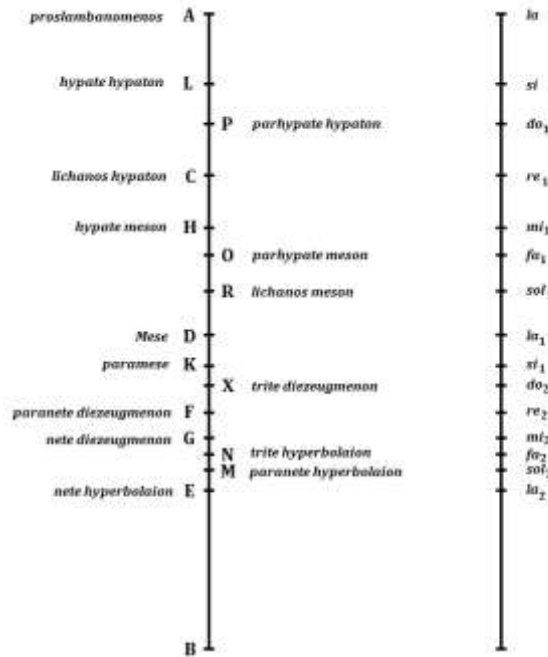 proslambanomenos A la
hypate hypaton L si
P parhypate hypaton do1
lichanos hypaton C re1
hypate meson H mi1
O parhypate meson fa1
R lichanos meson sol
Mese D la1
paramese K si1
X trite diezeugmenon do2
paranete diezeugmenon F re2
nete diezeugmenon G mi2
N trite hyperbolaion fa2
M paranete hyperbolaion sol2
nete hyperbolaion E la2
B